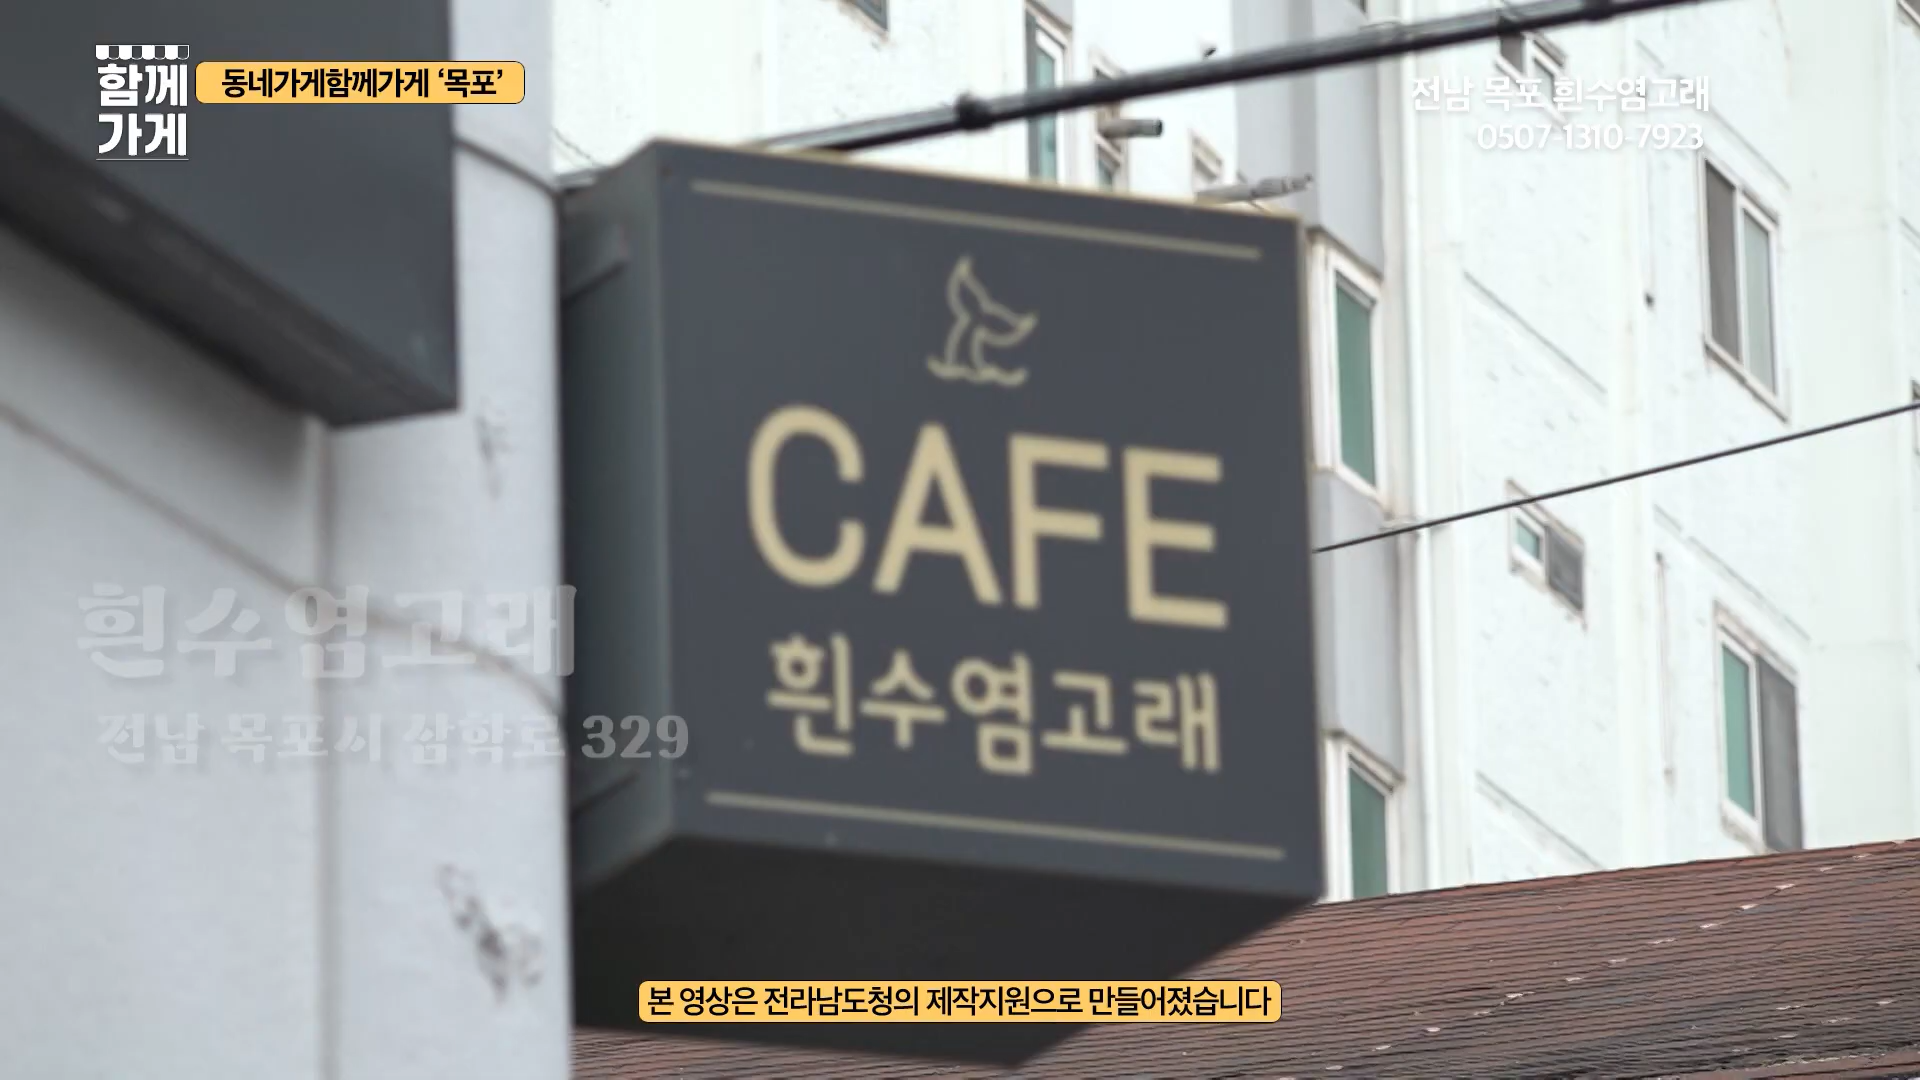 함께
가게
동네가게함께가게 ‘목포’
전남 목포 흰수염고래
0507-1310-7923
CAFE
흰수염고래
흰수염고래
전남 목포시 삼학로 329
본 영상은 전라남도청의 제작지원으로 만들어졌습니다